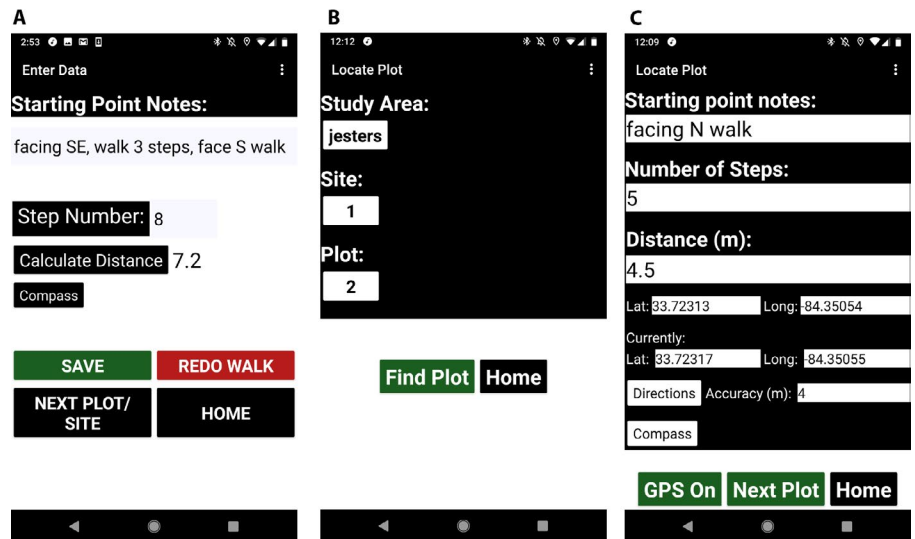 A
2:53
Enter Data
Starting Point Notes:
facing SE, walk 3 steps, face S walk
Step Number: 8
Calculate Distance 7.2
Compass
SAVE REDO WALK
NEXT PLOT/
SITE
HOME
B
12:12
Locate Plot
Study Area:
jesters
Site:
1
Plot:
2
Find Plot Home
C
12:09
Locate Plot
Starting point notes:
facing N walk
Number of Steps:
5
Distance (m):
4.5
Lat: 33.72313 Long: -84.35054
Currently:
Lat: 33.72317 Long: -84.35055
Directions Accuracy (m): 4
Compass
GPS On Next Plot Home